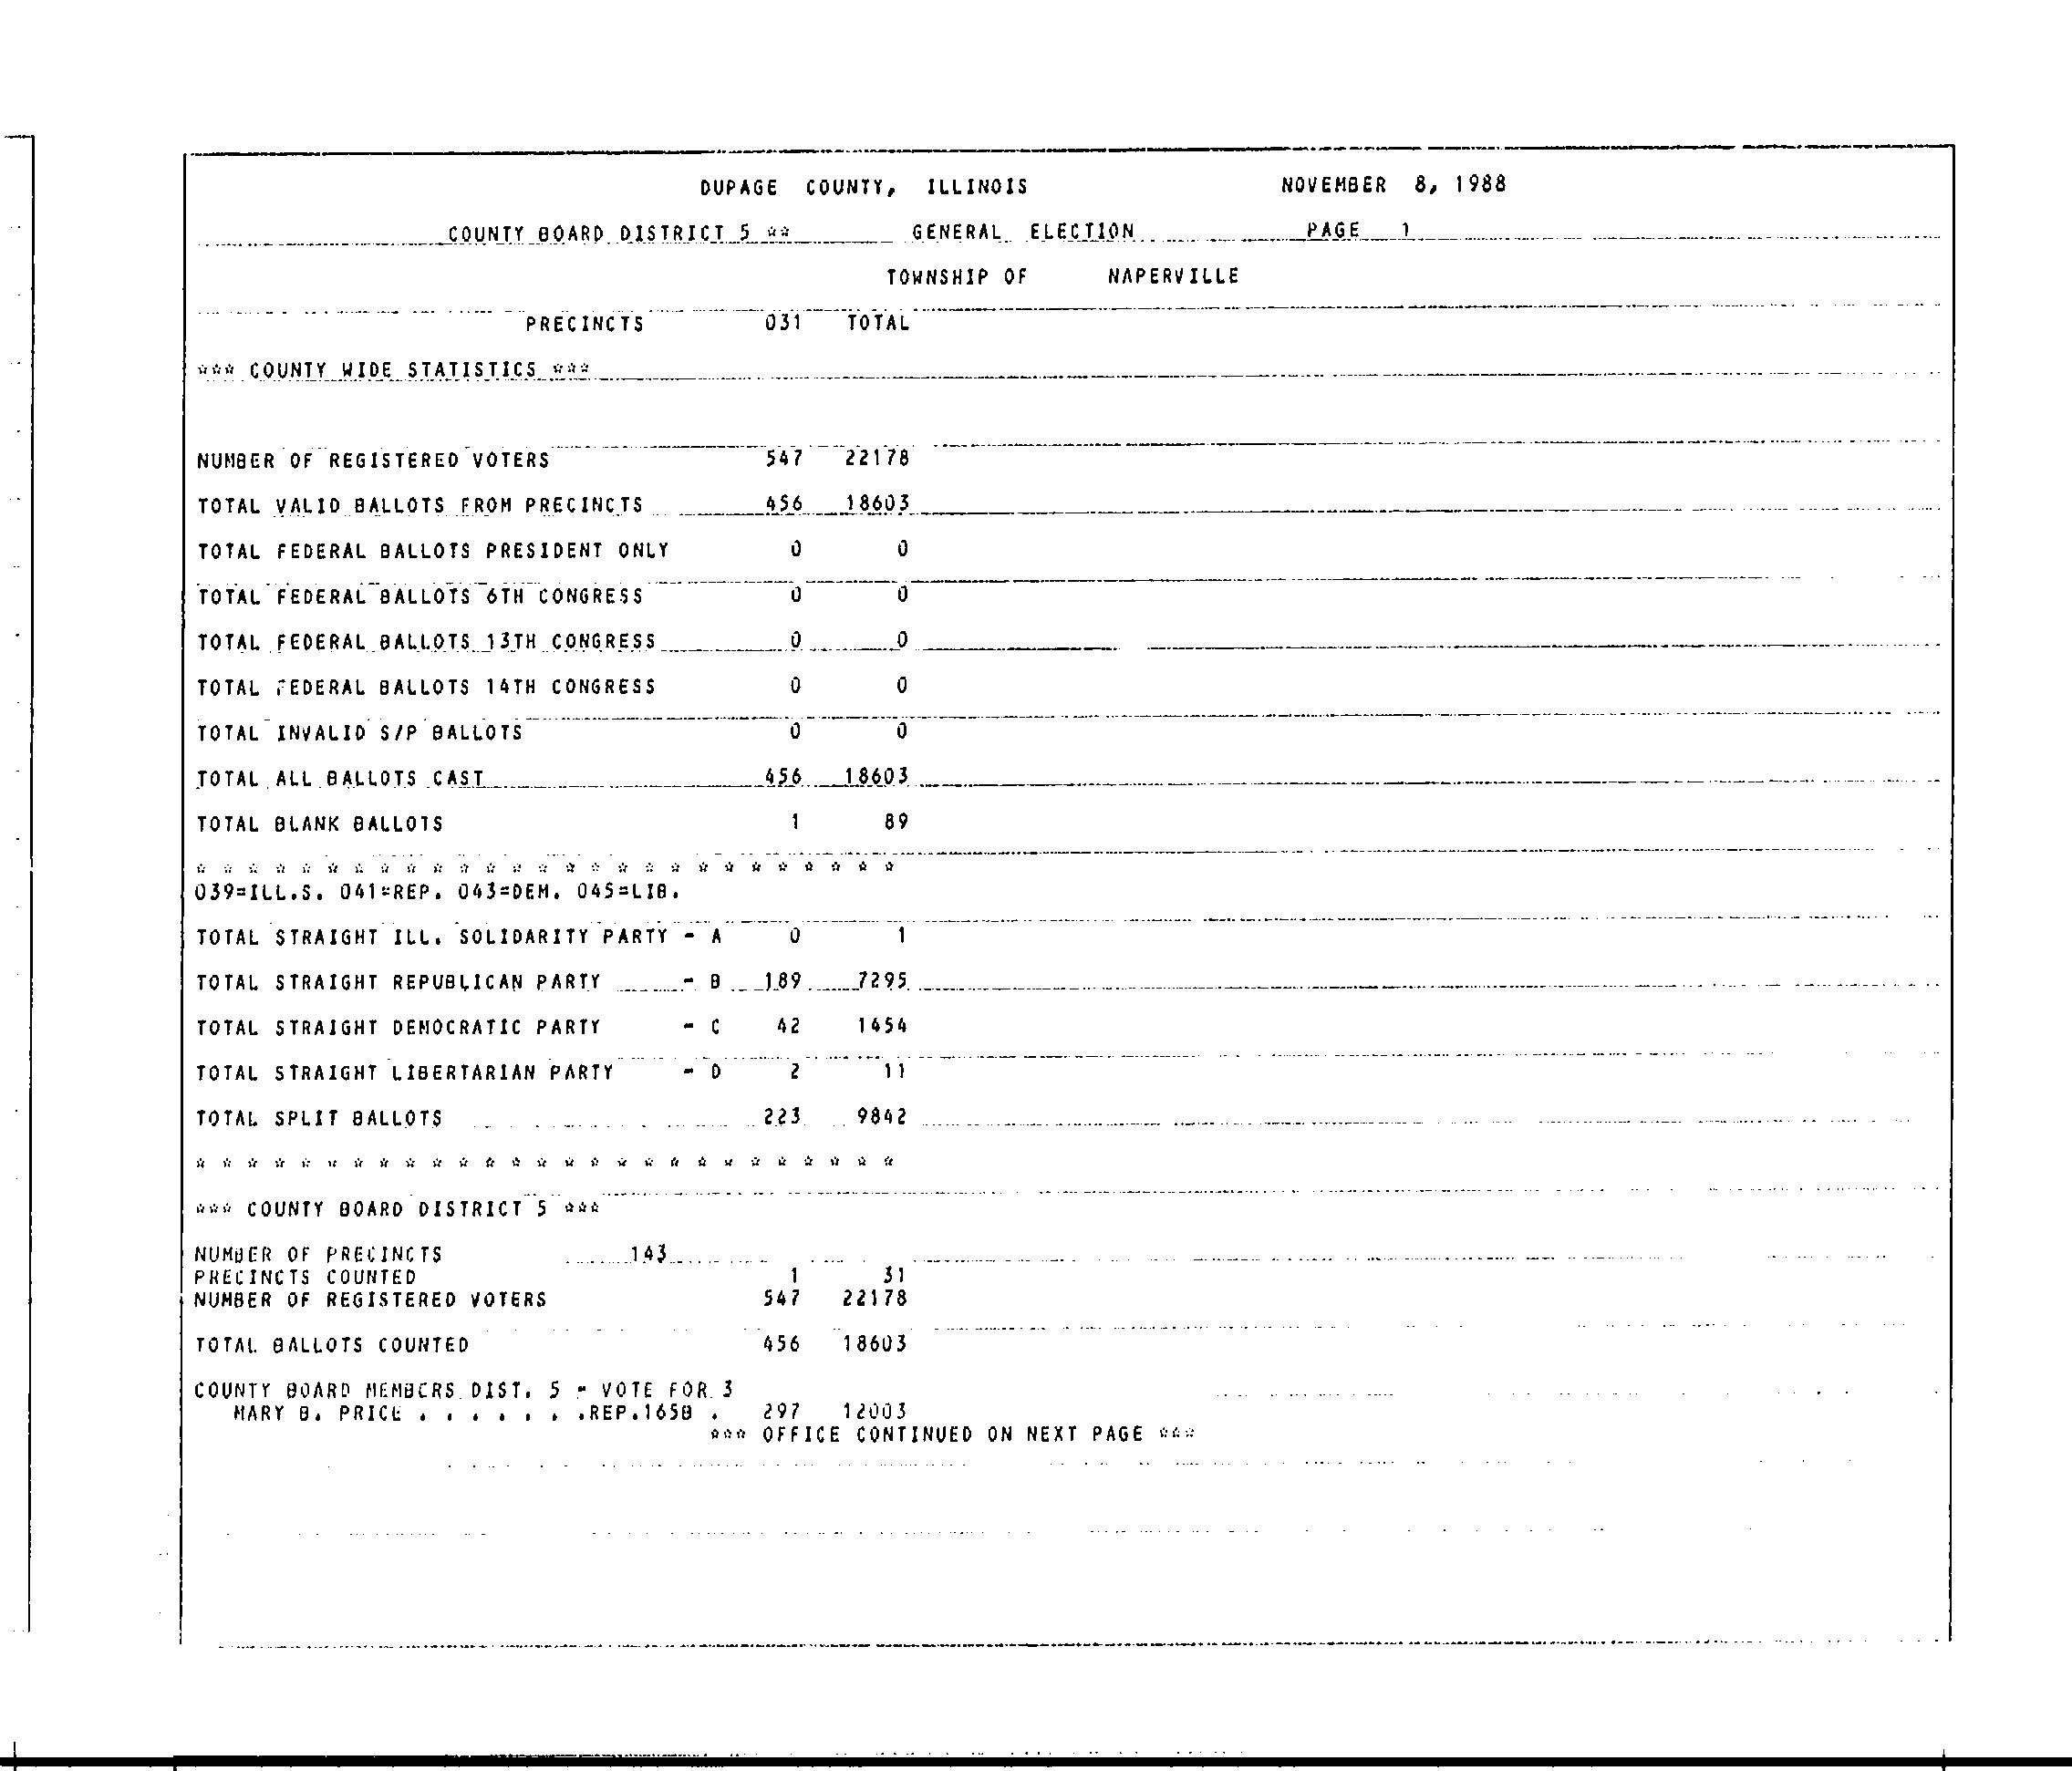 DUPAGE COUNTY, ILLINOIS NOVEMBER 8, 1988
COUNTY BOARD DISTRICT 5 ** GENERAL ELECTION PAGE 1
TOWNSHIP OF NAPERVILLE
PRECINCTS 031 TOTAL
*** COUNTY WIDE STATISTICS ***
NUMBER OF REGISTERED VOTERS 547 22178
TOTAL VALID BALLOTS FROM PRECINCTS 456 18603
TOTAL FEDERAL BALLOTS PRESIDENT ONLY 0 0
TOTAL FEDERAL BALLOTS 6TH CONGRESS 0 0
TOTAL FEDERAL BALLOTS 13TH CONGRESS 0 0
TOTAL FEDERAL BALLOTS 14TH CONGRESS 0 0
TOTAL INVALID S/P BALLOTS 0 0
TOTAL ALL BALLOTS CAST 456 18603
TOTAL BLANK BALLOTS 1 89
* * * * * * * * * * * * * * * * * * * * * * * * * * *
039=ILL.S. 041=REP. 043=DEM. 045=LIB.
TOTAL STRAIGHT ILL. SOLIDARITY PARTY - A 0 1
TOTAL STRAIGHT REPUBLICAN PARTY - B 189 7295
TOTAL STRAIGHT DEMOCRATIC PARTY - C 42 1454
TOTAL STRAIGHT LIBERTARIAN PARTY - D 2 11
TOTAL SPLIT BALLOTS 223 9842
* * * * * * * * * * * * * * * * * * * * * * * * * * *
*** COUNTY BOARD DISTRICT 5 ***
NUMBER OF PRECINCTS 143
PRECINCTS COUNTED 1 31
NUMBER OF REGISTERED VOTERS 547 22178
TOTAL BALLOTS COUNTED 456 18603
COUNTY BOARD MEMBERS DIST. 5 - VOTE FOR 3
MARY B. PRICE . . . . . . .REP.165B . 297 12003
*** OFFICE CONTINUED ON NEXT PAGE ***